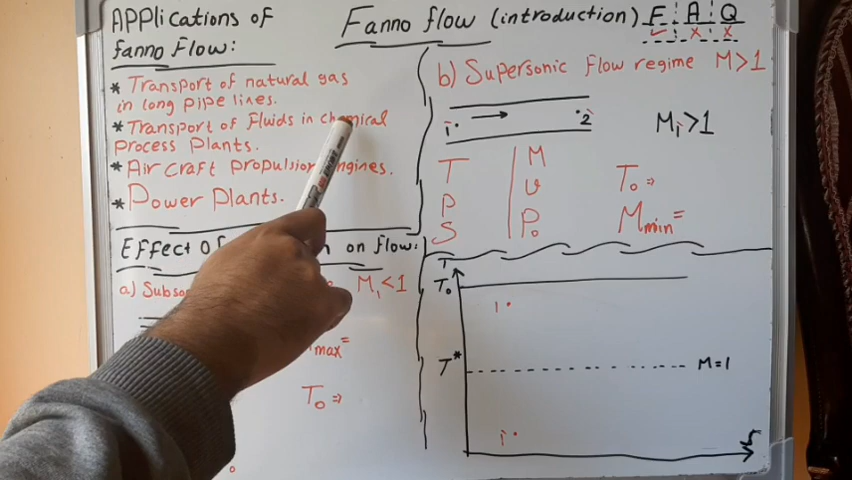 Applications of
fanno Flow:
* Transport of natural gas
in long pipe lines.
* Transport of Fluids in chemical
process Plants.
* Air craft Propulsion engines.
* Power Plants.
Effect of on flow:
a) M₁<1
max=
T₀ ⇒
Fanno flow (introduction)
F A Q
✓ × ×
b) Supersonic flow regime M>1
1 → 2
M₁>1
T M
P υ
S P₀
T₀ ⇒
Mmin=
T
T₀
1
T* M=1
1
S